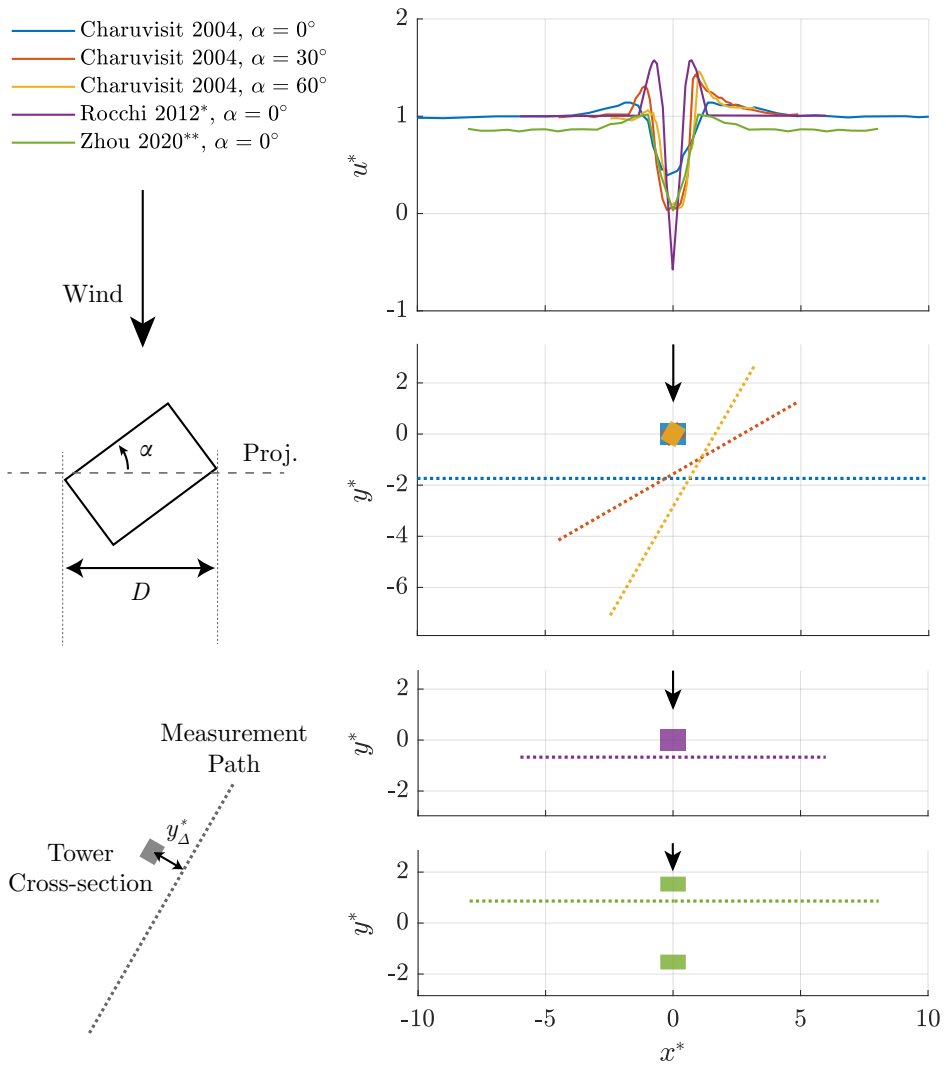 Charuvisit 2004, α = 0°
Charuvisit 2004, α = 30°
Charuvisit 2004, α = 60°
Rocchi 2012*, α = 0°
Zhou 2020**, α = 0°
Wind
α
Proj.
D
Measurement
Path
y*Δ
Tower
Cross-section
2
1
0
-1
u*
2
0
-2
-4
-6
y*
2
0
-2
y*
2
0
-2
y*
-10
-5
0
5
10
x*